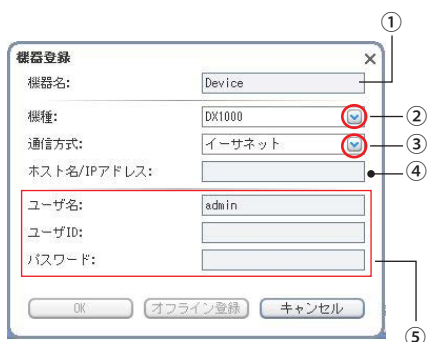 ①
機器登録
機器名: Device
機種: DX1000 ②
通信方式: イーサネット ③
ホスト名/IPアドレス: ④
ユーザ名: admin
ユーザID:
パスワード:
OK オフライン登録 キャンセル
⑤